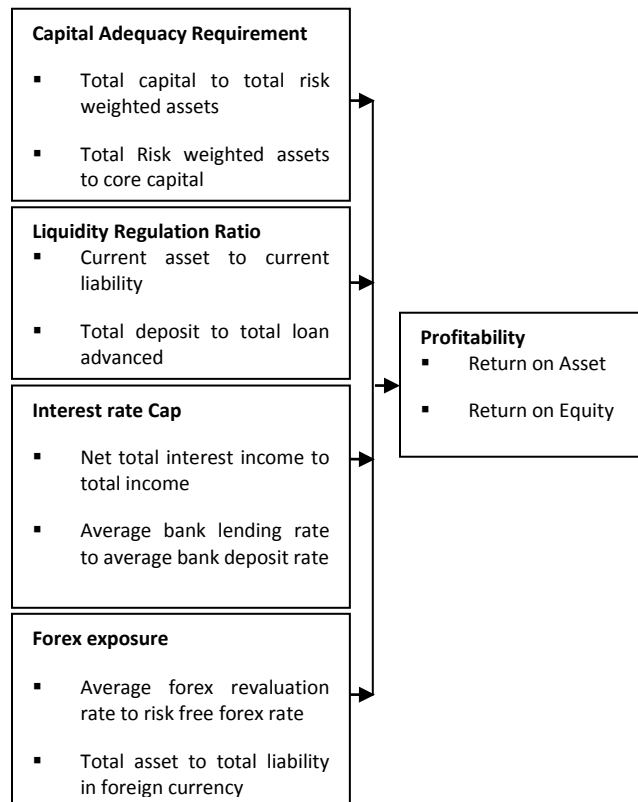 Capital Adequacy Requirement
▪ Total capital to total risk
weighted assets
▪ Total Risk weighted assets
to core capital
Liquidity Regulation Ratio
▪ Current asset to current
liability
▪ Total deposit to total loan
advanced
Interest rate Cap
▪ Net total interest income to
total income
▪ Average bank lending rate
to average bank deposit rate
Forex exposure
▪ Average forex revaluation
rate to risk free forex rate
▪ Total asset to total liability
in foreign currency
Profitability
▪ Return on Asset
▪ Return on Equity